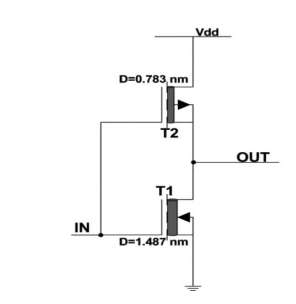 Vdd
D=0.783 nm
T2
OUT
T1
IN
D=1.487 nm